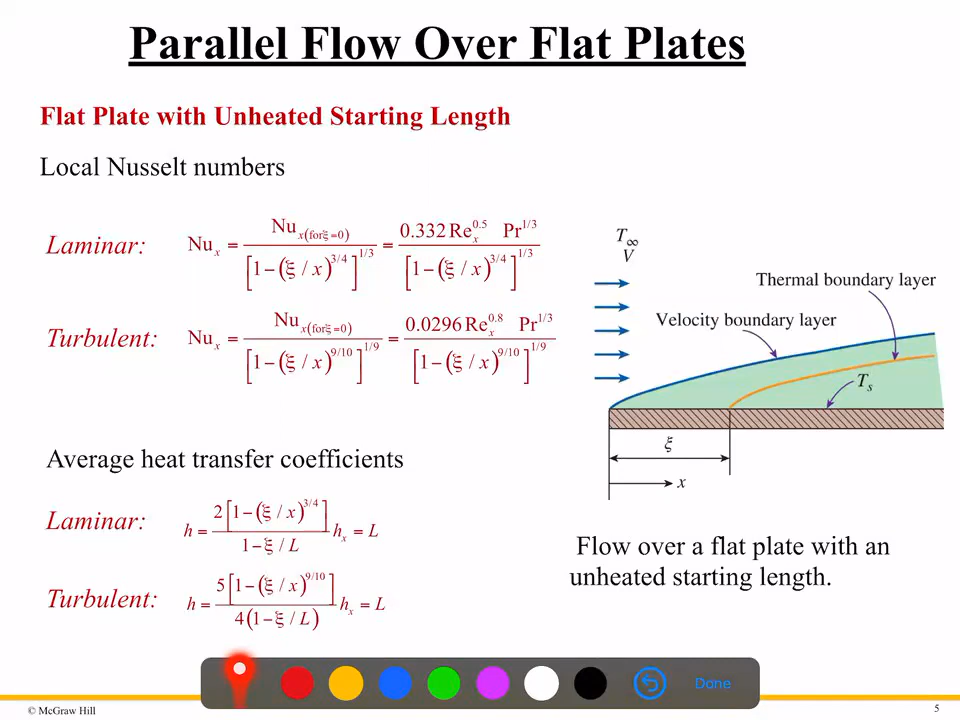 Parallel Flow Over Flat Plates
Flat Plate with Unheated Starting Length
Local Nusselt numbers
Laminar: Nu_x = Nu_x(forξ=0) / [1 − (ξ / x)^3/4]^1/3 = 0.332 Re_x^0.5 Pr^1/3 / [1 − (ξ / x)^3/4]^1/3
Turbulent: Nu_x = Nu_x(forξ=0) / [1 − (ξ / x)^9/10]^1/9 = 0.0296 Re_x^0.8 Pr^1/3 / [1 − (ξ / x)^9/10]^1/9
Average heat transfer coefficients
Laminar: h = 2[1 − (ξ / x)^3/4] / 1 − ξ / L h_x = L
Turbulent: h = 5[1 − (ξ / x)^9/10] / 4(1 − ξ / L) h_x = L
T∞
V
Thermal boundary layer
Velocity boundary layer
T_s
ξ
x
Flow over a flat plate with an
unheated starting length.
Done
© McGraw Hill
5